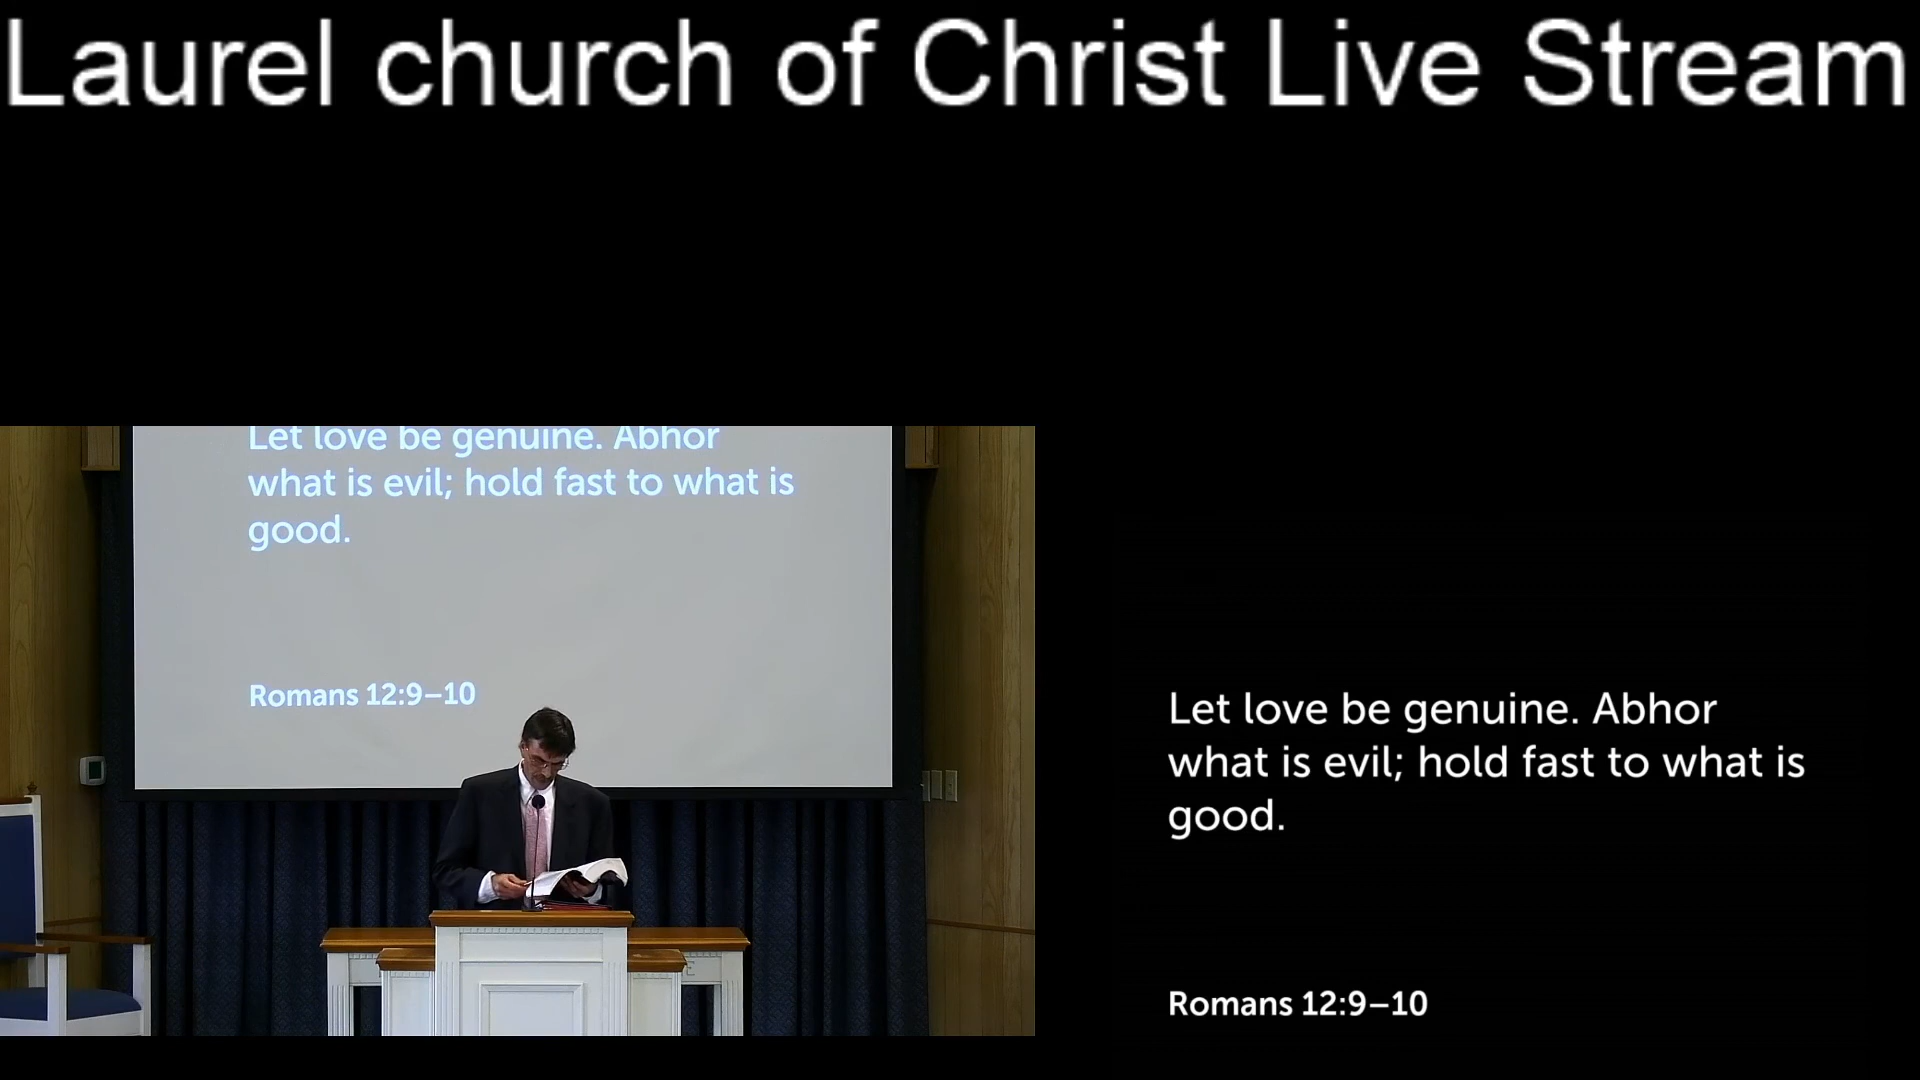 Laurel church of Christ Live Stream
Let love be genuine. Abhor
what is evil; hold fast to what is
good.
Romans 12:9–10
Let love be genuine. Abhor
what is evil; hold fast to what is
good.
Romans 12:9–10